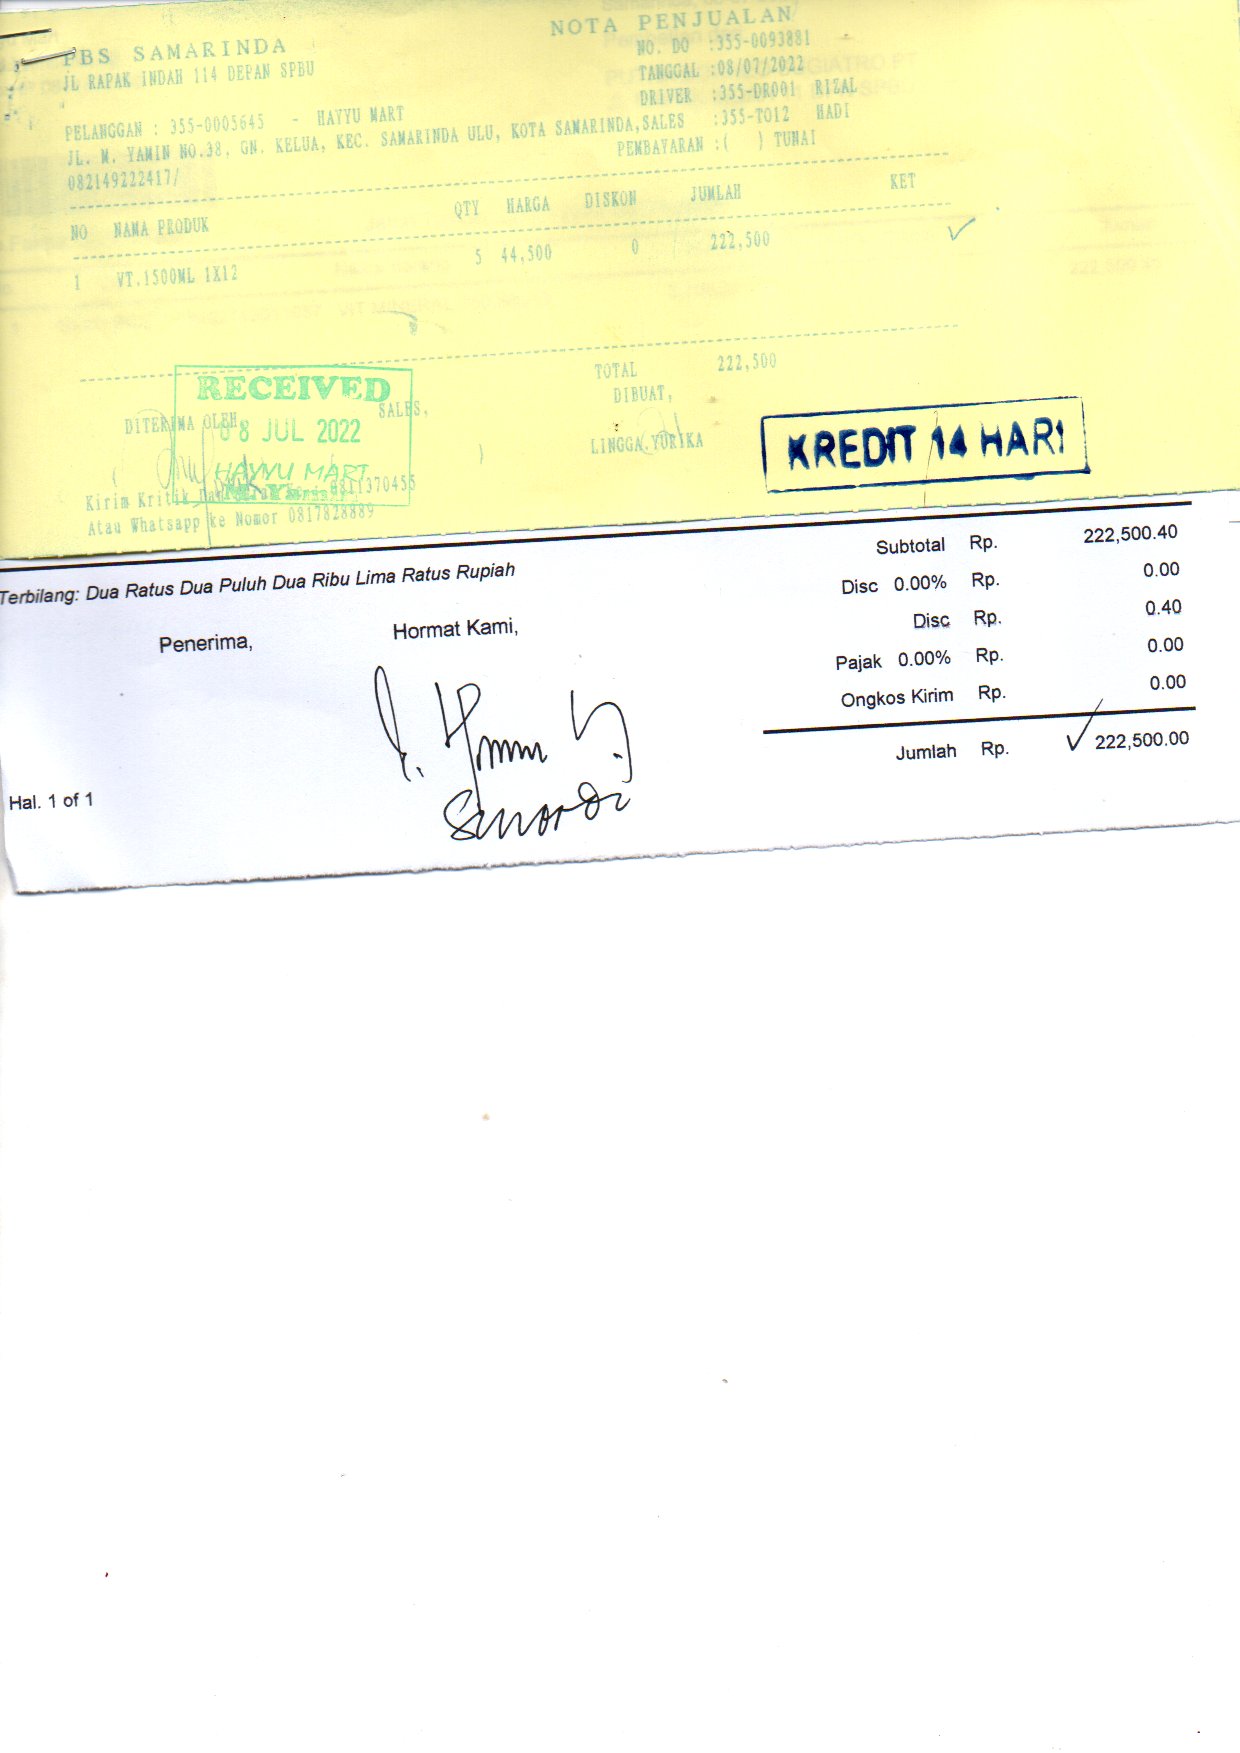 NOTA PENJUALAN
PBS SAMARINDA
JL RAPAK INDAH 114 DEPAN SPBU
NO. DO :355-0093881
TANGGAL :08/07/2022
DRIVER :355-DR001 RIZAL
PELANGGAN : 355-0005645 - HAYYU MART
JL. M. YAMIN NO.38, GN. KELUA, KEC. SAMARINDA ULU, KOTA SAMARINDA,SALES :355-TO12 HADI
082149222417/
PEMBAYARAN :( ) TUNAI
NO NAMA PRODUK QTY HARGA DISKON JUMLAH KET
1 VT.1500ML 1X12 5 44,500 0 222,500
TOTAL 222,500
DITERIMA OLEH SALES, DIBUAT,
RECEIVED
08 JUL 2022
HAYYU MART
( ) LINGGA.YURIKA
KREDIT 14 HARI
Kirim Kritik 0811370455
Atau Whatsapp ke Nomor 0817828889
Subtotal Rp. 222,500.40
Terbilang: Dua Ratus Dua Puluh Dua Ribu Lima Ratus Rupiah
Disc 0.00% Rp. 0.00
Disc Rp. 0.40
Penerima, Hormat Kami,
Pajak 0.00% Rp. 0.00
Ongkos Kirim Rp. 0.00
Jumlah Rp. 222,500.00
Sunardi
Hal. 1 of 1